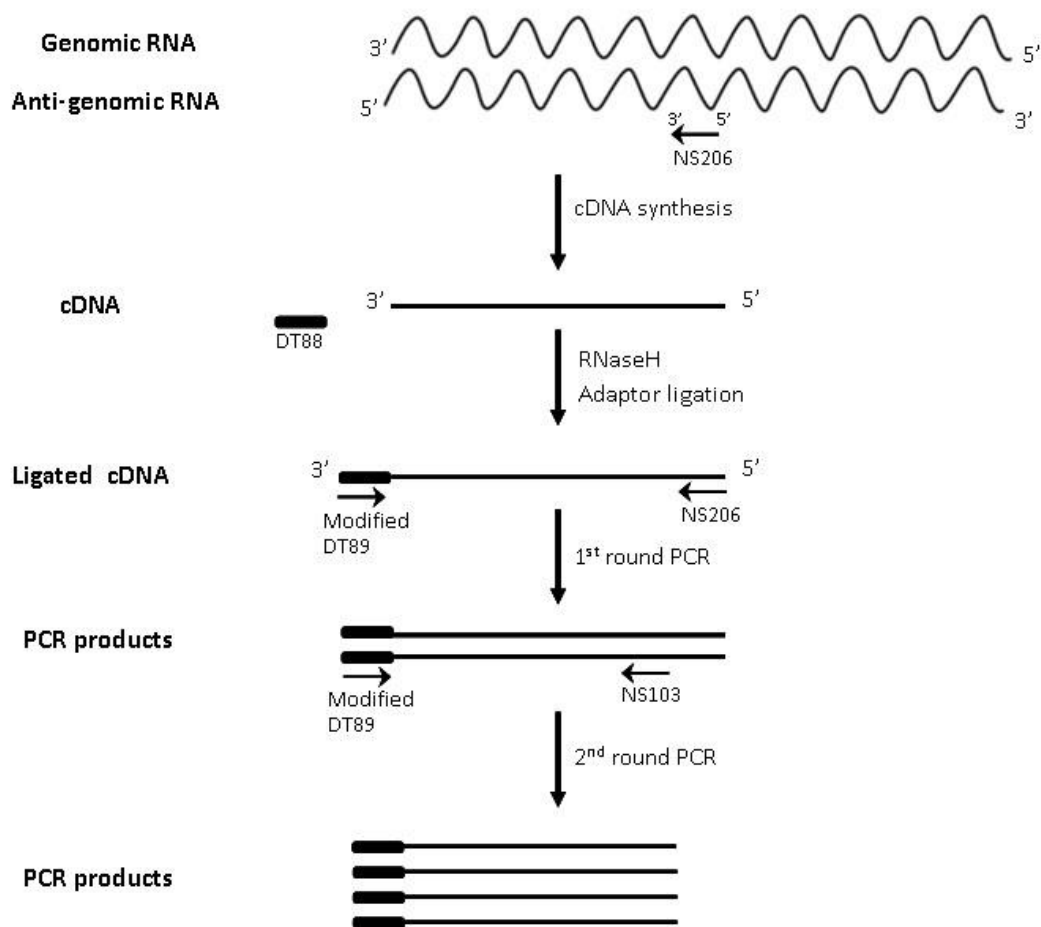 Genomic RNA
3’
5’
Anti-genomic RNA
5’
3’
3’ 5’
NS206
cDNA synthesis
cDNA
3’
5’
DT88
RNaseH
Adaptor ligation
Ligated cDNA
3’
5’
Modified
DT89
NS206
1st round PCR
PCR products
Modified
DT89
NS103
2nd round PCR
PCR products